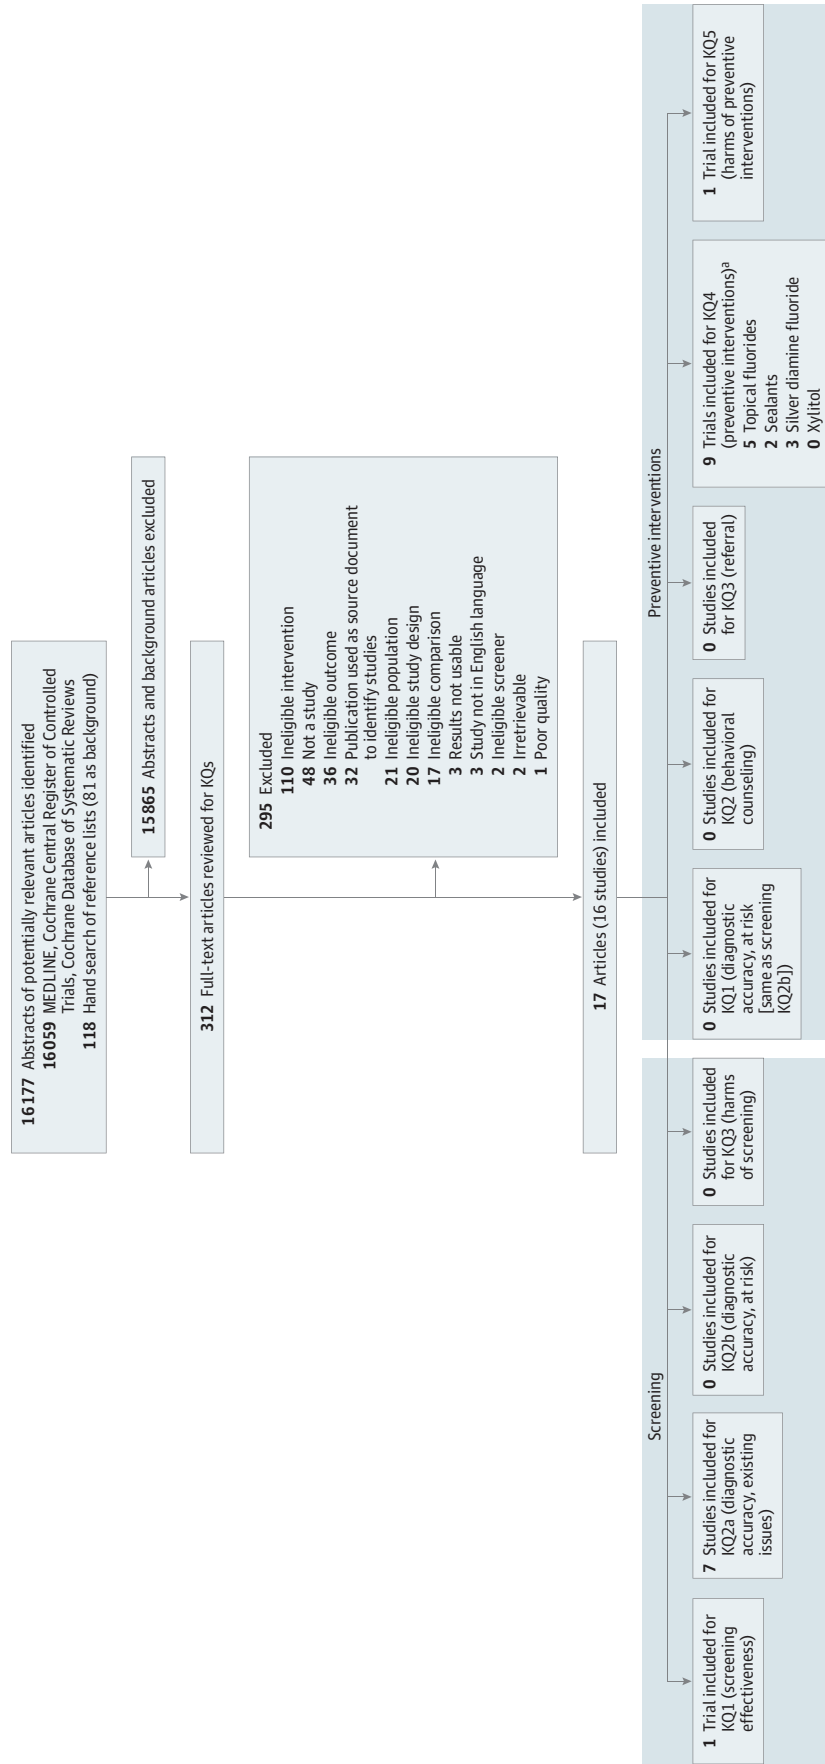 16177 Abstracts of potentially relevant articles identified
16059 MEDLINE, Cochrane Central Register of Controlled
Trials, Cochrane Database of Systematic Reviews
118 Hand search of reference lists (81 as background)
15865 Abstracts and background articles excluded
312 Full-text articles reviewed for KQs
295 Excluded
110 Ineligible intervention
48 Not a study
36 Ineligible outcome
32 Publication used as source document
to identify studies
21 Ineligible population
20 Ineligible study design
17 Ineligible comparison
3 Results not usable
3 Study not in English language
2 Ineligible screener
2 Irretrievable
1 Poor quality
17 Articles (16 studies) included
Screening
1 Trial included for
KQ1 (screening
effectiveness)
7 Studies included for
KQ2a (diagnostic
accuracy, existing
issues)
0 Studies included for
KQ2b (diagnostic
accuracy, at risk)
0 Studies included
for KQ3 (harms
of screening)
Preventive interventions
0 Studies included for
KQ1 (diagnostic
accuracy, at risk
[same as screening
KQ2b])
0 Studies included for
KQ2 (behavioral
counseling)
0 Studies included
for KQ3 (referral)
9 Trials included for KQ4
(preventive interventions)ᵃ
5 Topical fluorides
2 Sealants
3 Silver diamine fluoride
0 Xylitol
1 Trial included for KQ5
(harms of preventive
interventions)